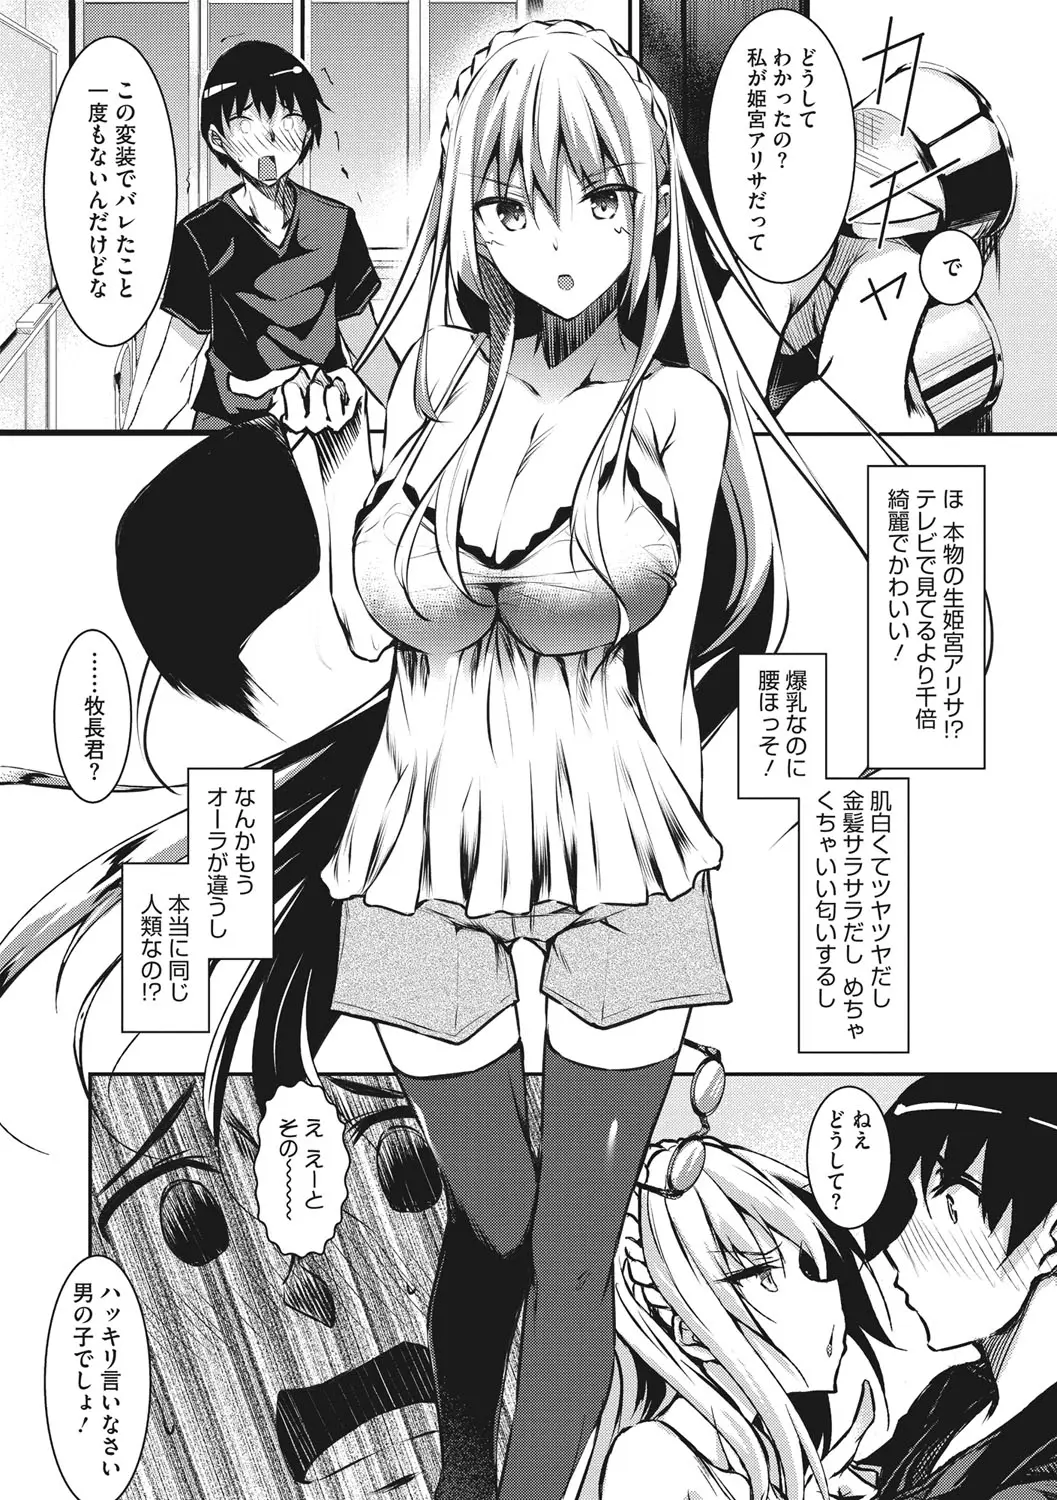 で
ヤ
どうして
わかったの？
私が姫宮アリサだって
この変装でバレたこと
一度もないんだけどな
ほ 本物の生姫宮アリサ!?
テレビで見てるより千倍
綺麗でかわいい！
爆乳なのに
腰ほっそ！
肌白くてツヤツヤだし
金髪サラサラだし めちゃ
くちゃいい匂いするし
なんかもう
オーラが違うし
本当に同じ
人類なの!?
……牧長君？
ねえ
どうして？
え えーと
その〜〜〜
ハッキリ言いなさい
男の子でしょ！